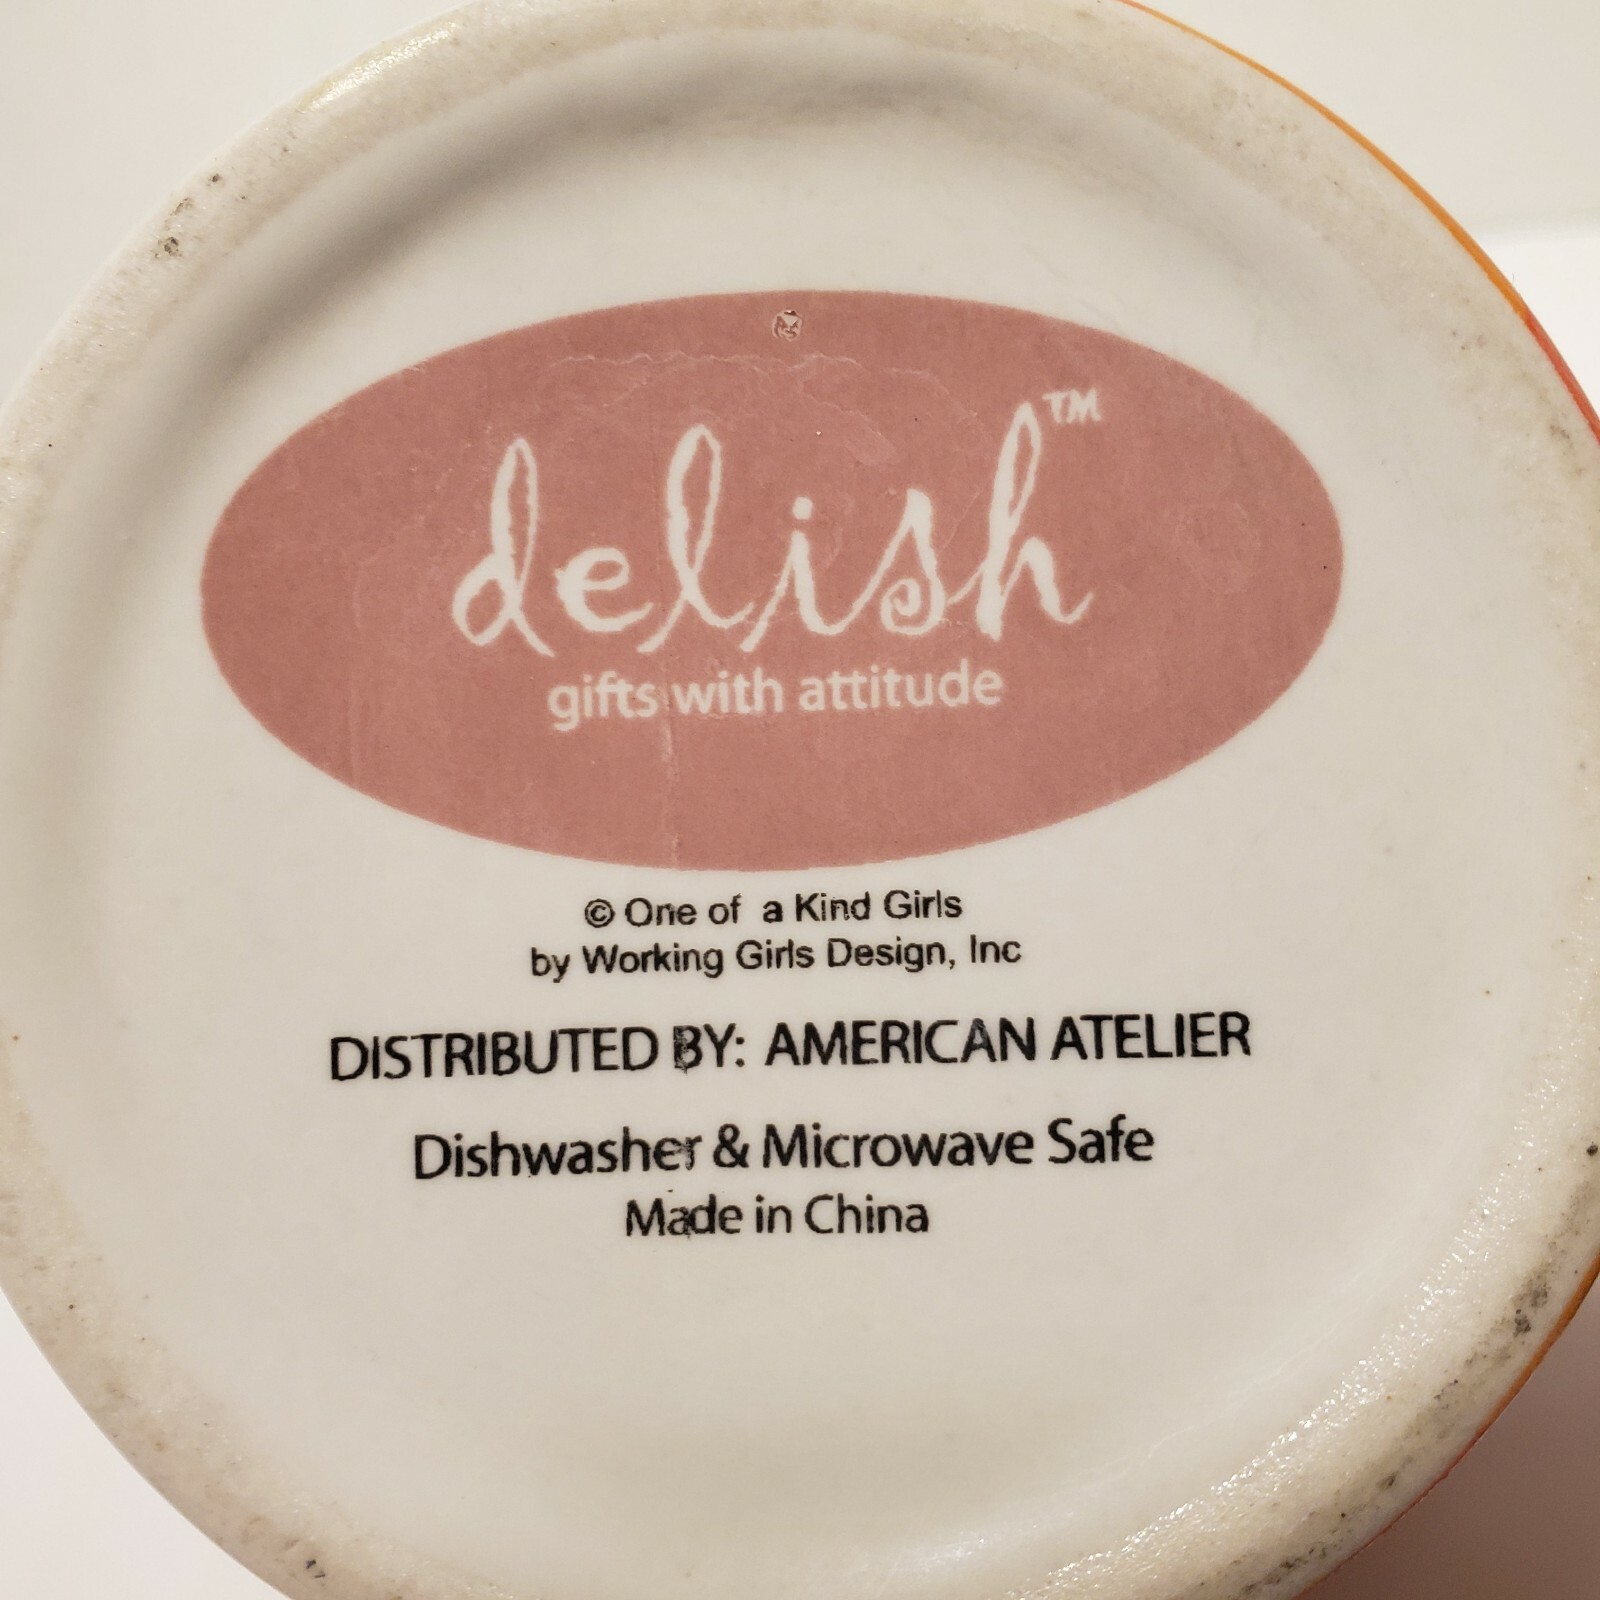 delish™
gifts with attitude
© One of a Kind Girls
by Working Girls Design, Inc
DISTRIBUTED BY: AMERICAN ATELIER
Dishwasher & Microwave Safe
Made in China